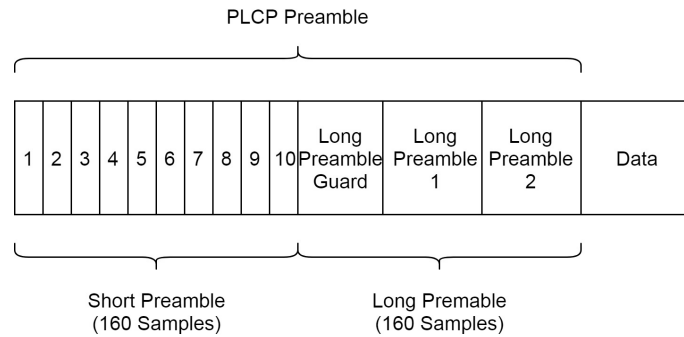 PLCP Preamble
1 2 3 4 5 6 7 8 9 10
Long
Preamble
Guard
Long
Preamble
1
Long
Preamble
2
Data
Short Preamble
(160 Samples)
Long Premable
(160 Samples)